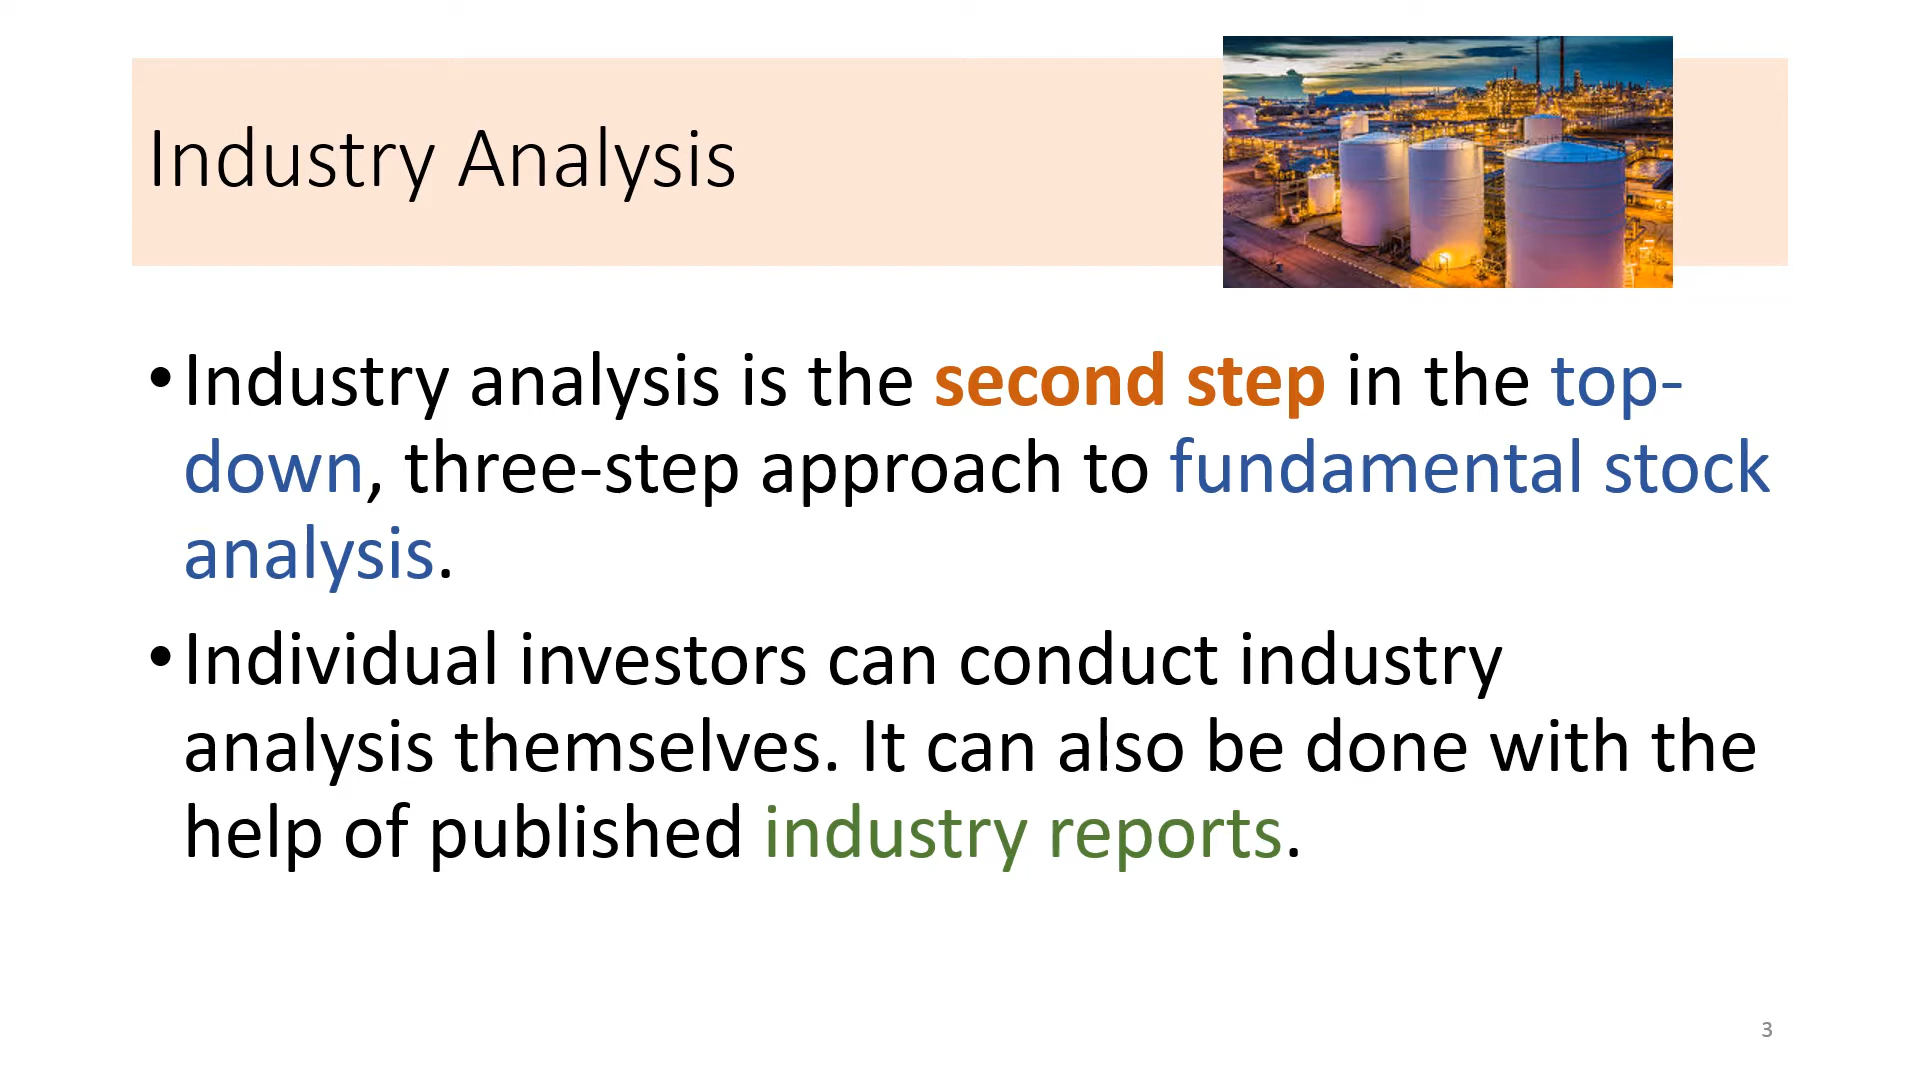 Industry Analysis
•Industry analysis is the second step in the top-
down, three-step approach to fundamental stock
analysis.
•Individual investors can conduct industry
analysis themselves. It can also be done with the
help of published industry reports.
3